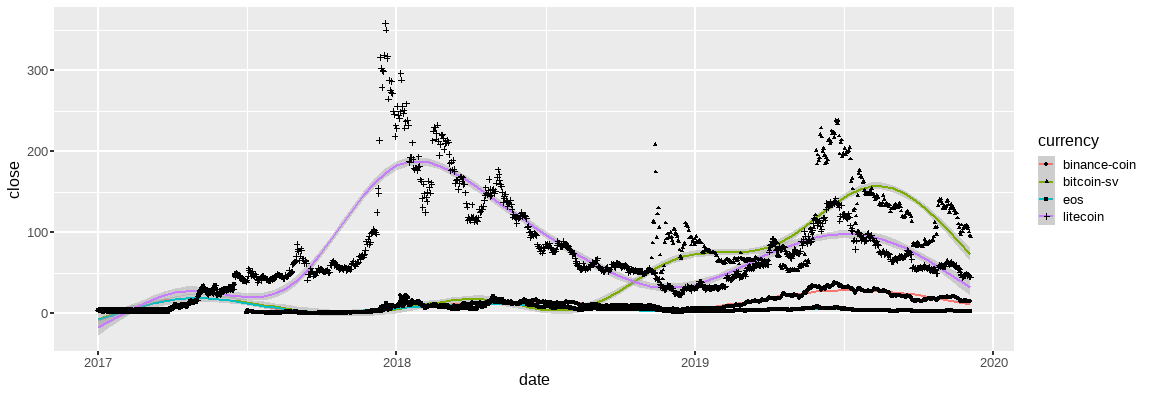 300
200
100
0
close
2017
2018
2019
2020
date
currency
binance-coin
bitcoin-sv
eos
litecoin